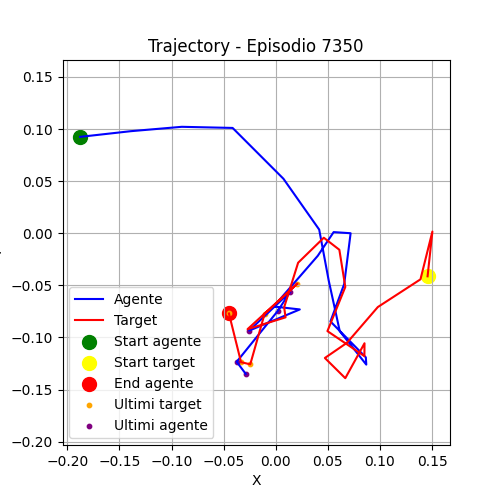 Trajectory - Episodio 7350
0.15
0.10
0.05
0.00
−0.05
−0.10
−0.15
−0.20
Agente
Target
Start agente
Start target
End agente
Ultimi target
Ultimi agente
−0.20 −0.15 −0.10 −0.05 0.00 0.05 0.10 0.15
X